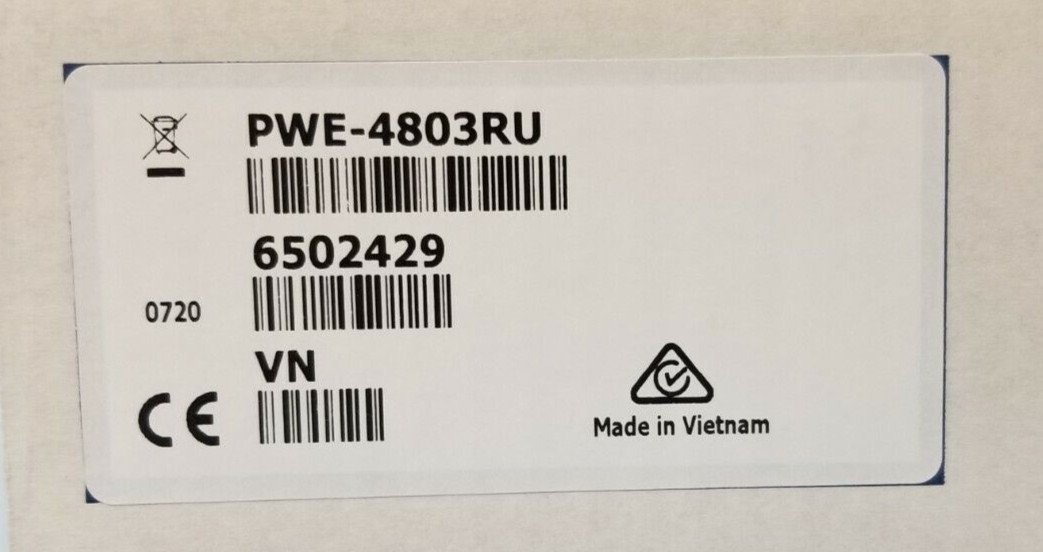 PWE-4803RU
6502429
0720
VN
CE
Made in Vietnam